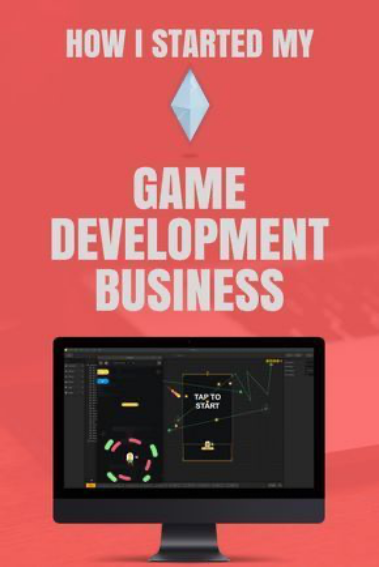 HOW I STARTED MY
GAME
DEVELOPMENT
BUSINESS
TAP TO
START